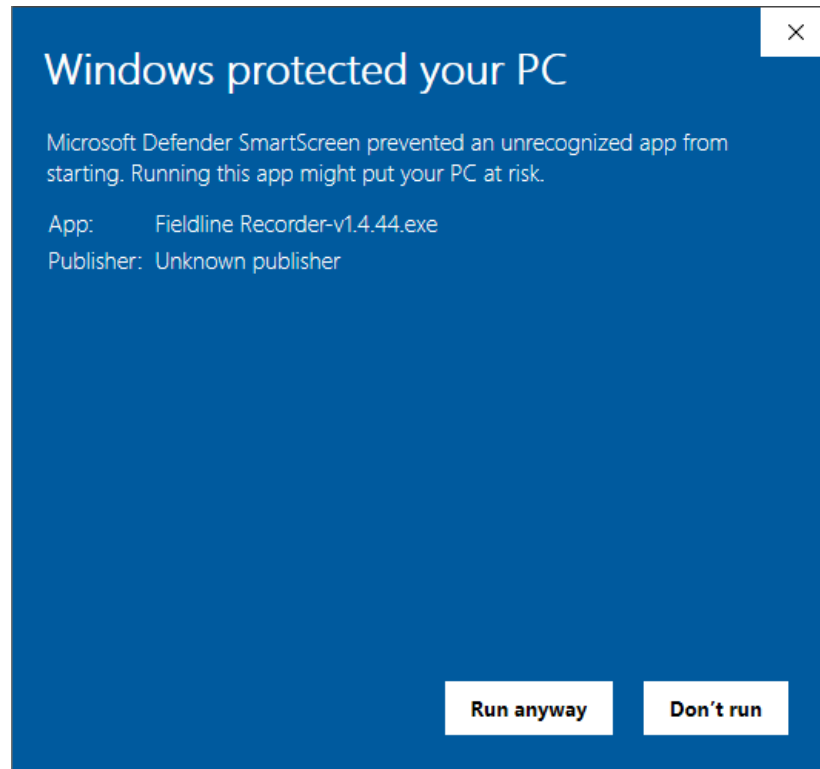 Windows protected your PC
Microsoft Defender SmartScreen prevented an unrecognized app from
starting. Running this app might put your PC at risk.
App: Fieldline Recorder-v1.4.44.exe
Publisher: Unknown publisher
Run anyway Don’t run